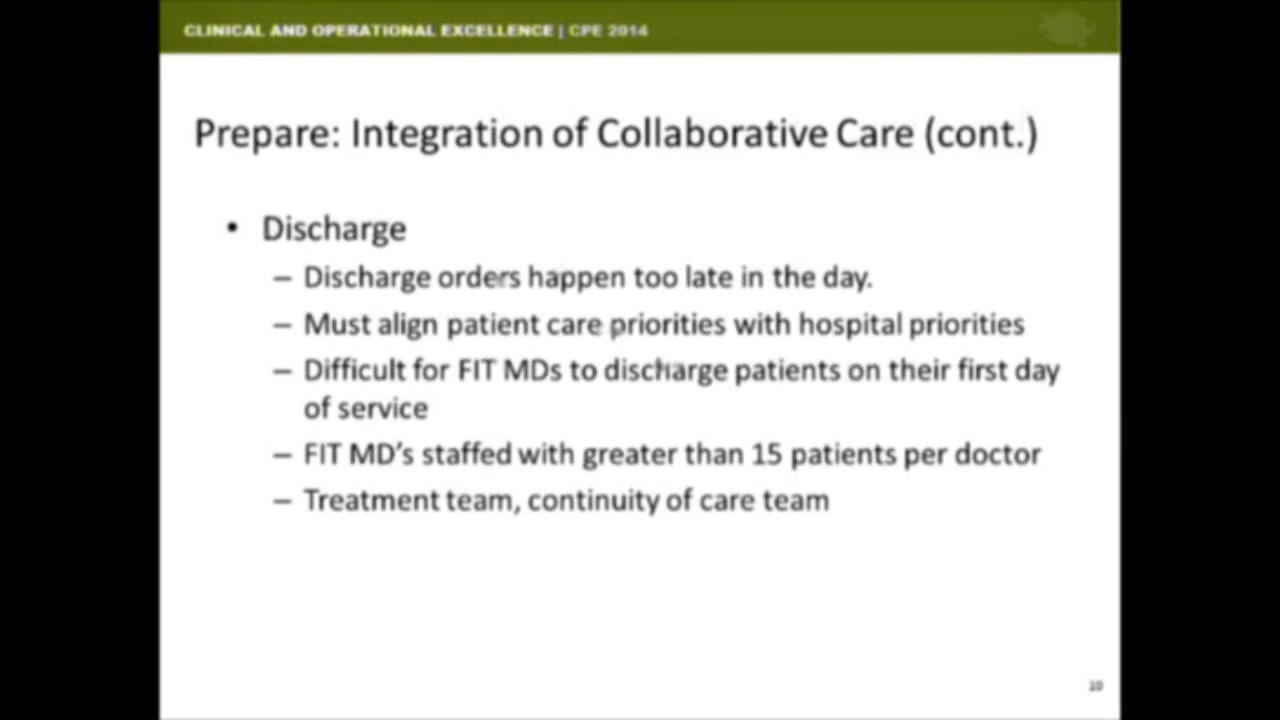 CLINICAL AND OPERATIONAL EXCELLENCE | CPE 2014
Prepare: Integration of Collaborative Care (cont.)
• Discharge
– Discharge orders happen too late in the day.
– Must align patient care priorities with hospital priorities
– Difficult for FIT MDs to discharge patients on their first day
of service
– FIT MD’s staffed with greater than 15 patients per doctor
– Treatment team, continuity of care team
10